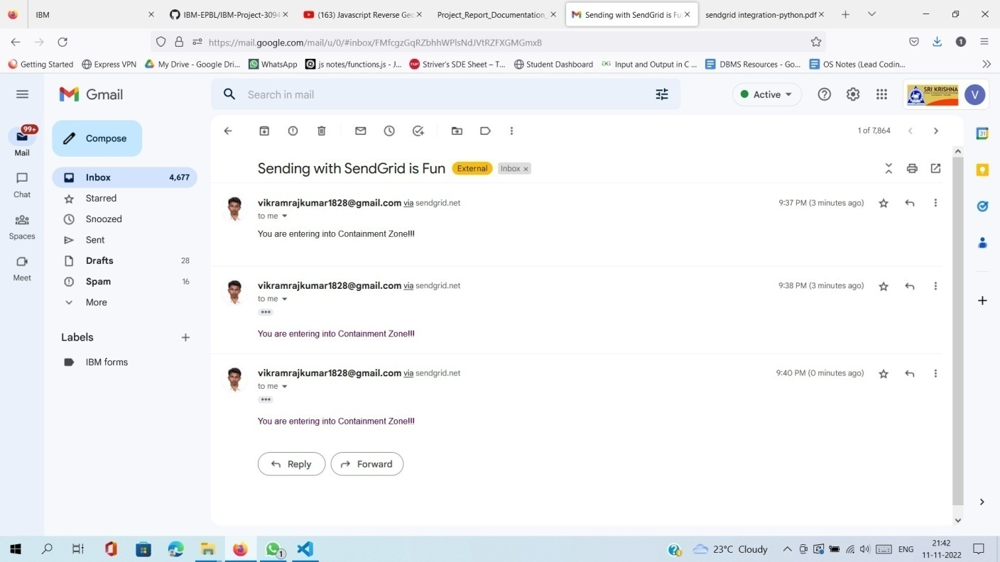 IBM
IBM-EPBL/IBM-Project-3094
(163) Javascript Reverse Geo
Project_Report_Documentation_
Sending with SendGrid is Fu
sendgrid integration-python.pdf
https://mail.google.com/mail/u/0/#inbox/FMfcgzGqRZbhhWPlsNdJVtRZFXGMGmxB
1
Getting Started
Express VPN
My Drive - Google Dri...
WhatsApp
js notes/functions.js - J...
Striver's SDE Sheet – T...
Student Dashboard
Input and Output in C ...
DBMS Resources - Go...
OS Notes (Lead Codin...
Gmail
Search in mail
Active
SRI KRISHNA
V
99+
Mail
Chat
Spaces
Meet
Compose
Inbox 4,677
Starred
Snoozed
Sent
Drafts 28
Spam 16
More
Labels
IBM forms
1 of 7,864
31
Sending with SendGrid is Fun External Inbox ×
vikramrajkumar1828@gmail.com via sendgrid.net 9:37 PM (3 minutes ago)
to me
You are entering into Containment Zone!!!
vikramrajkumar1828@gmail.com via sendgrid.net 9:38 PM (3 minutes ago)
to me
You are entering into Containment Zone!!!
vikramrajkumar1828@gmail.com via sendgrid.net 9:40 PM (0 minutes ago)
to me
You are entering into Containment Zone!!!
Reply
Forward
1
23°C Cloudy
ENG
21:42
11-11-2022